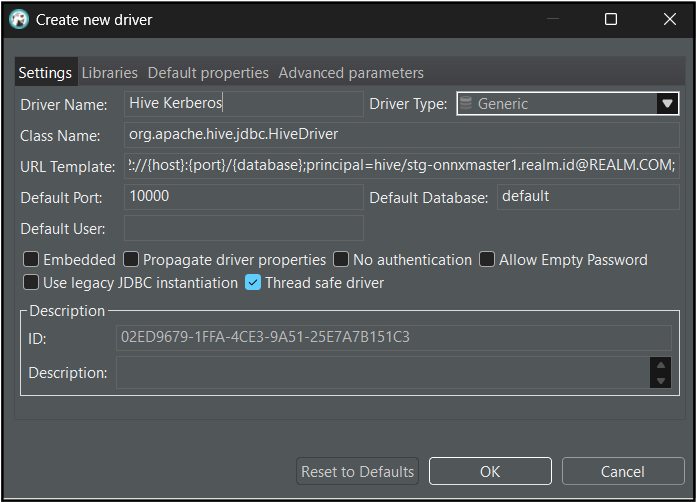 Create new driver
Settings Libraries Default properties Advanced parameters
Driver Name: Hive Kerberos Driver Type: Generic
Class Name: org.apache.hive.jdbc.HiveDriver
URL Template: ://{host}:{port}/{database};principal=hive/stg-onnxmaster1.realm.id@REALM.COM;
Default Port: 10000 Default Database: default
Default User:
Embedded Propagate driver properties No authentication Allow Empty Password
Use legacy JDBC instantiation Thread safe driver
Description
ID: 02ED9679-1FFA-4CE3-9A51-25E7A7B151C3
Description:
Reset to Defaults OK Cancel